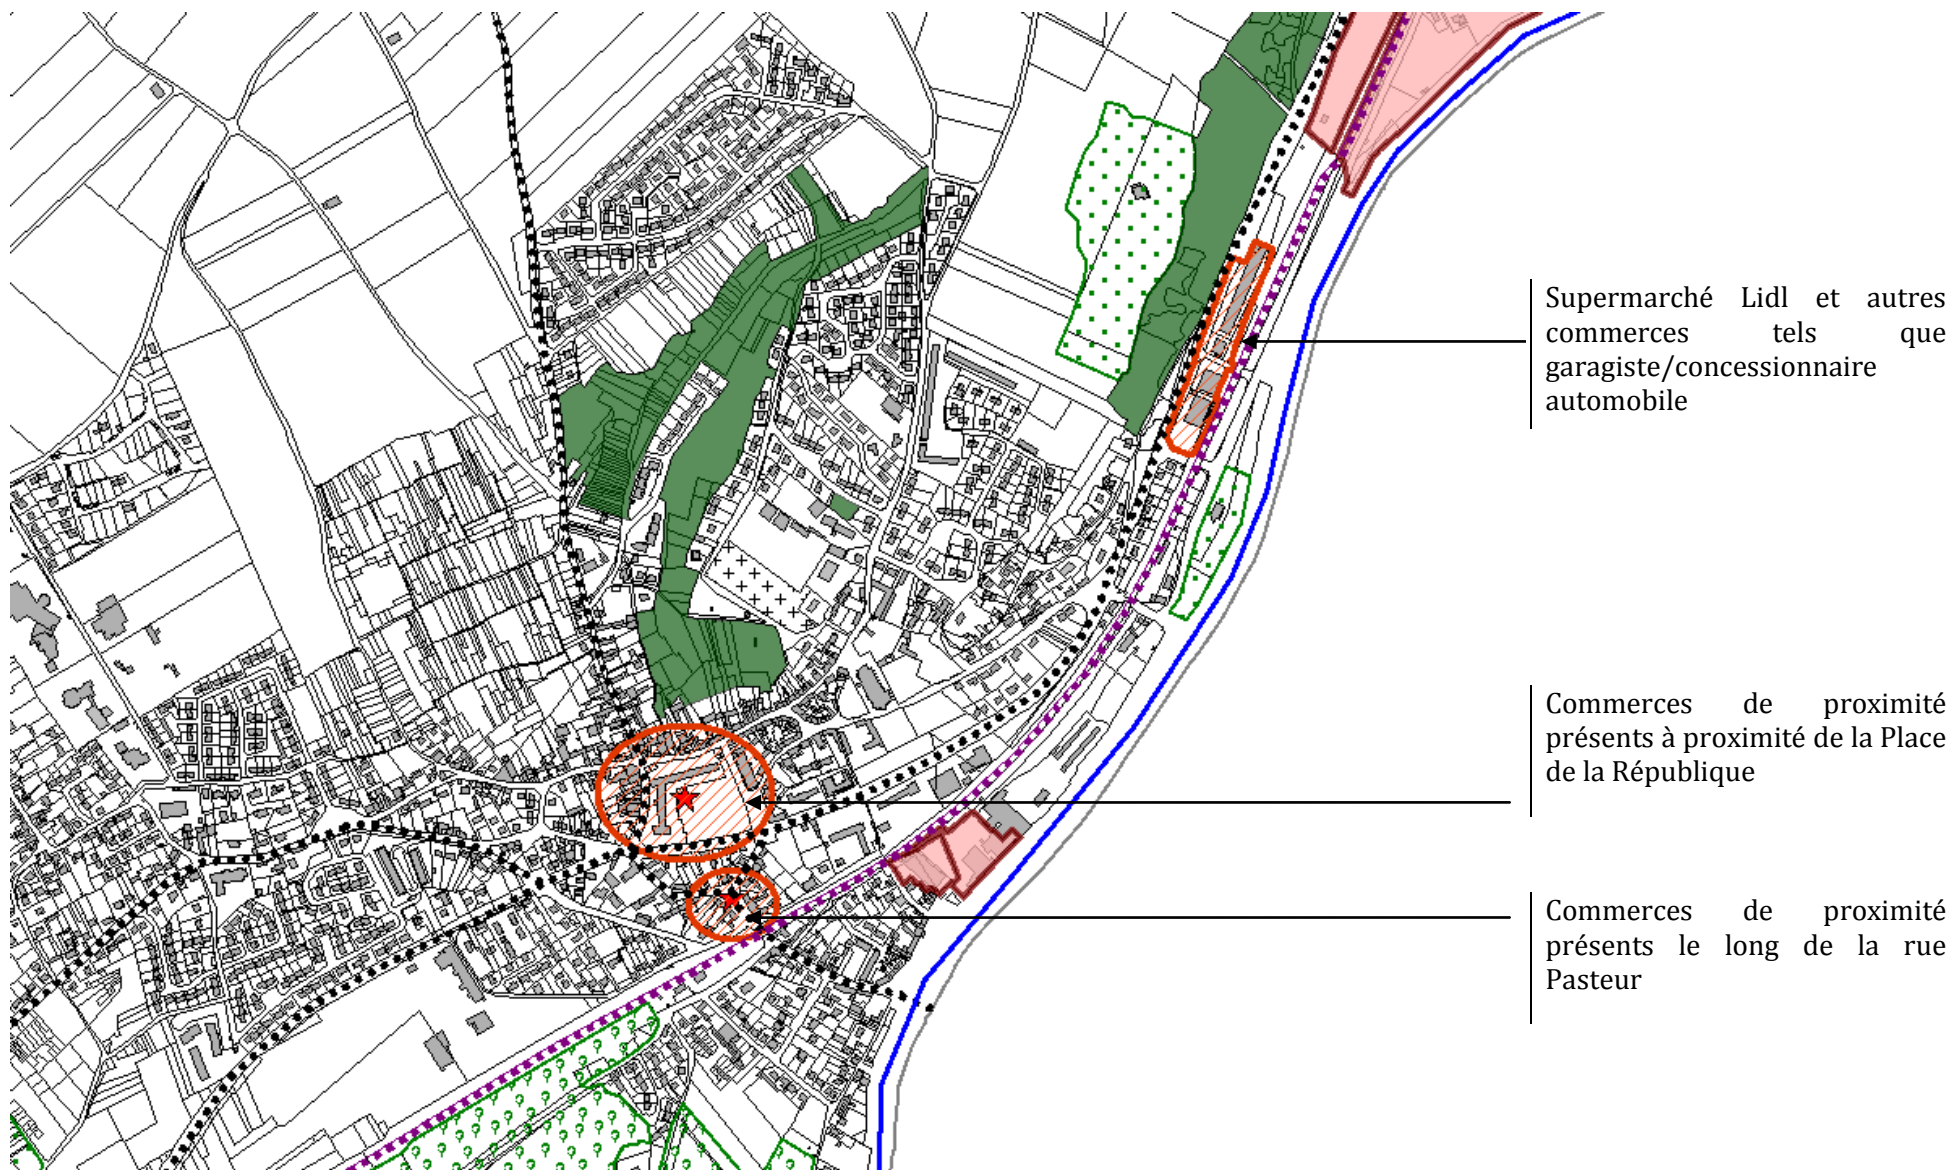 Supermarché Lidl et autres
commerces tels que
garagiste/concessionnaire
automobile
Commerces de proximité
présents à proximité de la Place
de la République
Commerces de proximité
présents le long de la rue
Pasteur